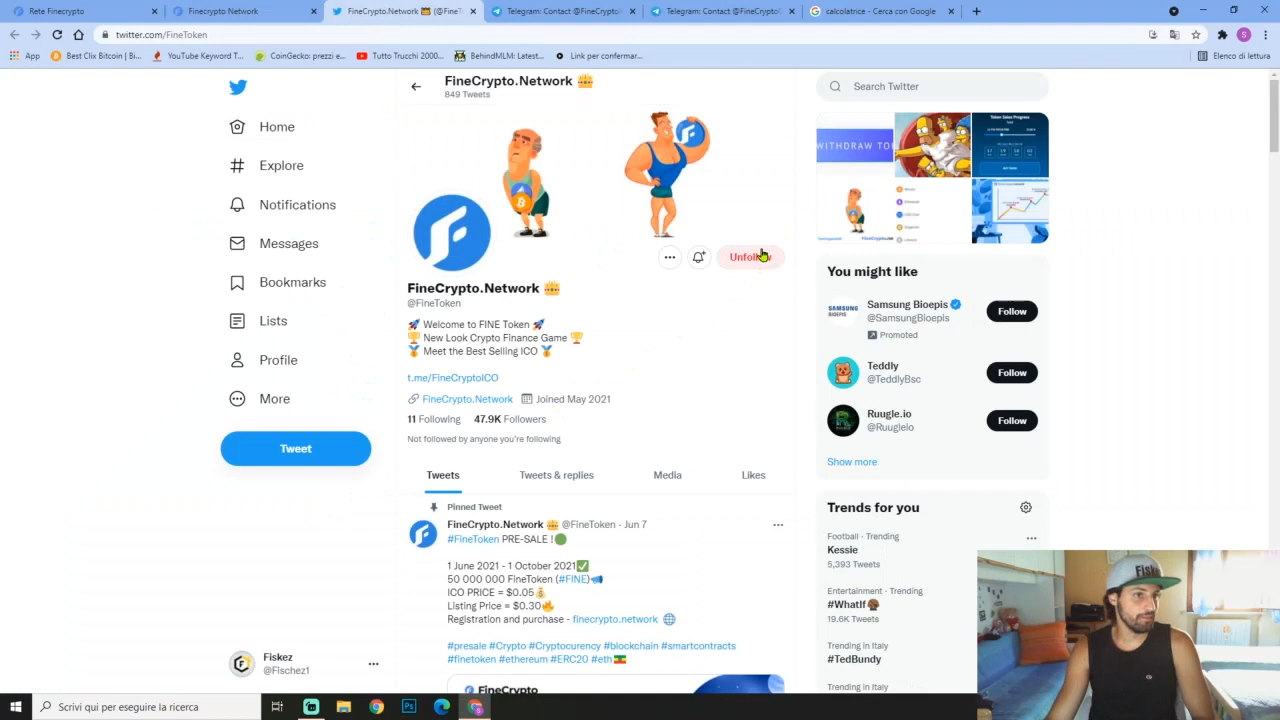 Rete Finecrypto
Finecrypto Network
FineCrypto.Network
Telegram: Contact @FineCrypto
Telegram: Contact @FineC
calcolatrice - Cerca con Google
twitter.com/FineToken
App
Best Clix Bitcoin | Bi...
YouTube Keyword T...
CoinGecko: prezzi e...
Tutto Trucchi 2000...
BehindMLM: Latest...
Link per confermar...
Elenco di lettura
FineCrypto.Network
849 Tweets
Search Twitter
Home
Explore
Notifications
Messages
Bookmarks
Lists
Profile
More
Tweet
Unfollow
FineCrypto.Network
@FineToken
🚀 Welcome to FINE Token 🚀
🏆 New Look Crypto Finance Game 🏆
🥇 Meet the Best Selling ICO 🥇
t.me/FineCryptoICO
FineCrypto.Network Joined May 2021
11 Following 47.9K Followers
Not followed by anyone you're following
Tweets Tweets & replies Media Likes
Pinned Tweet
FineCrypto.Network @FineToken · Jun 7
#FineToken PRE-SALE !🟢
1 June 2021 - 1 October 2021✅
50 000 000 FineToken (#FINE)📣
ICO PRICE = $0.05💰
Listing Price = $0.30🔥
Registration and purchase - finecrypto.network 🌐
#presale #Crypto #Cryptocurency #blockchain #smartcontracts
#finetoken #ethereum #ERC20 #eth🇪🇹
FineCrypto
WITHDRAW TO
Token Sales Progress
You might like
SAMSUNG
BIOEPIS
Samsung Bioepis
@SamsungBioepis
Promoted
Follow
Teddly
@TeddlyBsc
Follow
Ruugle.io
@Ruugleio
Follow
Show more
Trends for you
Football · Trending
Kessie
5,393 Tweets
Entertainment · Trending
#WhatIf
19.6K Tweets
Trending in Italy
#TedBundy
Trending in Italy
Fiskez
@Fischez1
Scrivi qui per eseguire la ricerca